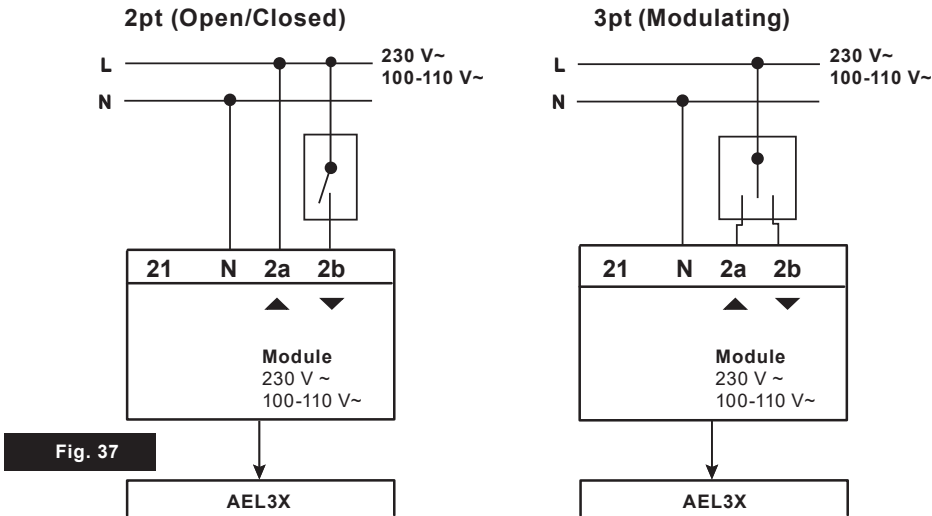 2pt (Open/Closed)
L
N
230 V~
100-110 V~
21 N 2a 2b
Module
230 V ~
100-110 V~
AEL3X
3pt (Modulating)
L
N
230 V~
100-110 V~
21 N 2a 2b
Module
230 V ~
100-110 V~
AEL3X
Fig. 37